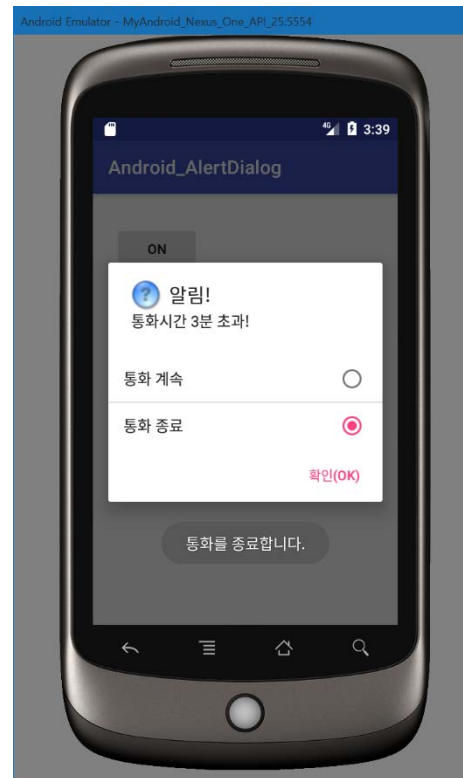 Android Emulator - MyAndroid_Nexus_One_API_25:5554
4G 3:39
Android_AlertDialog
ON
? 알림!
통화시간 3분 초과!
통화 계속
통화 종료
확인(OK)
통화를 종료합니다.